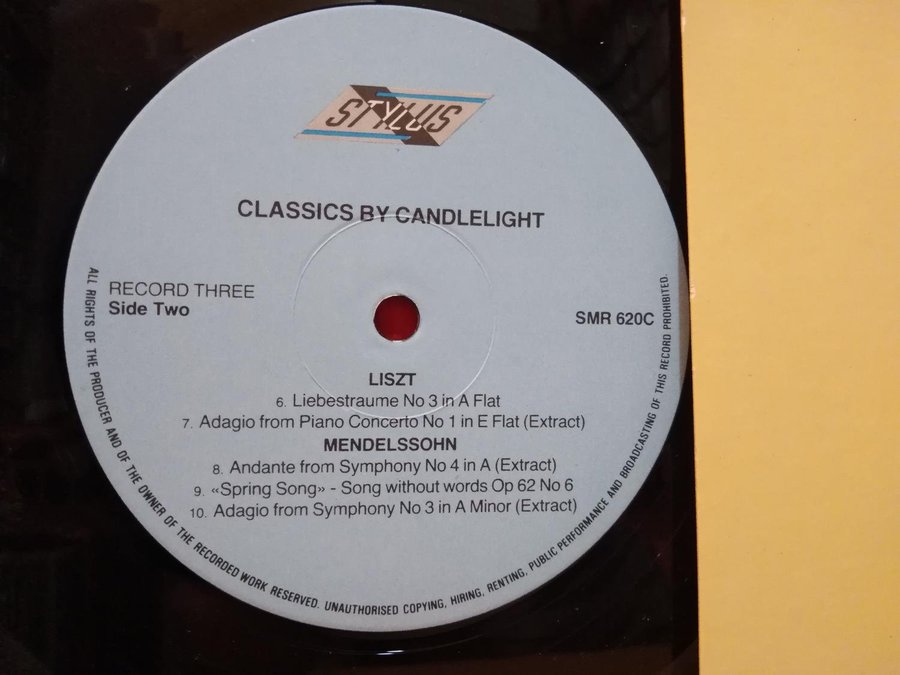 STYLUS
CLASSICS BY CANDLELIGHT
RECORD THREE
Side Two
SMR 620C
LISZT
6. Liebestraume No 3 in A Flat
7. Adagio from Piano Concerto No 1 in E Flat (Extract)
MENDELSSOHN
8. Andante from Symphony No 4 in A (Extract)
9. «Spring Song» - Song without words Op 62 No 6
10. Adagio from Symphony No 3 in A Minor (Extract)
ALL RIGHTS OF THE PRODUCER AND OF THE OWNER OF THE RECORDED WORK RESERVED. UNAUTHORISED COPYING, HIRING, RENTING, PUBLIC PERFORMANCE AND BROADCASTING OF THIS RECORD PROHIBITED.